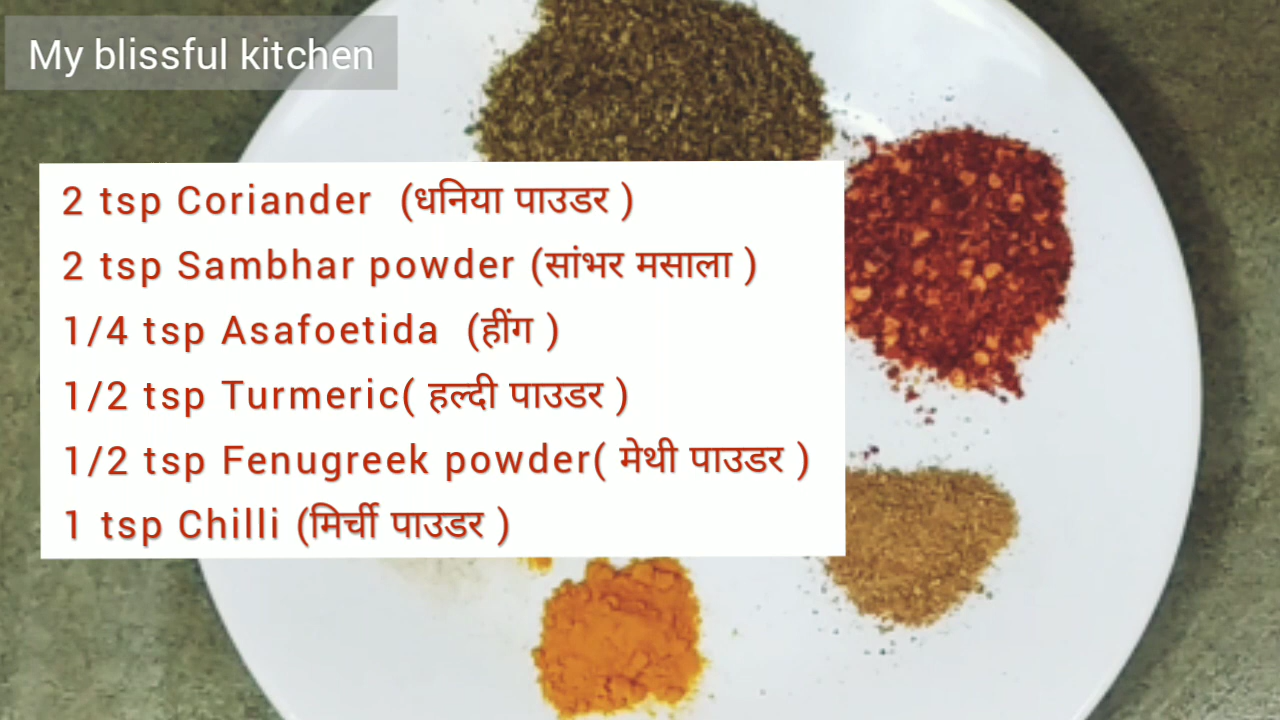 My blissful kitchen
2 tsp Coriander (धनिया पाउडर )
2 tsp Sambhar powder (सांभर मसाला )
1/4 tsp Asafoetida (हींग )
1/2 tsp Turmeric( हल्दी पाउडर )
1/2 tsp Fenugreek powder( मेथी पाउडर )
1 tsp Chilli (मिर्ची पाउडर )